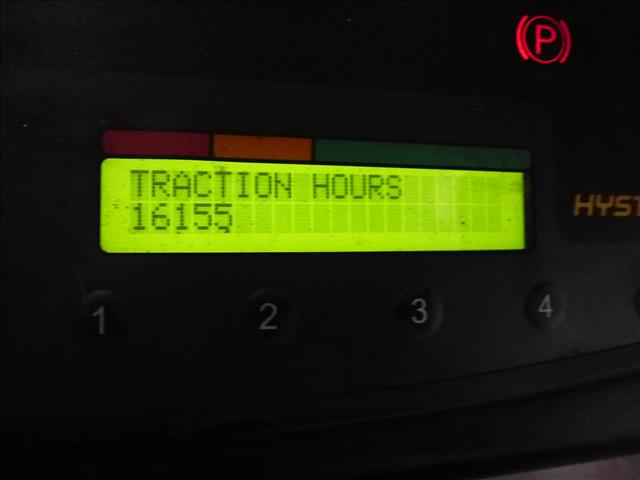 P
TRACTION HOURS
16155
HYST
1 2 3 4